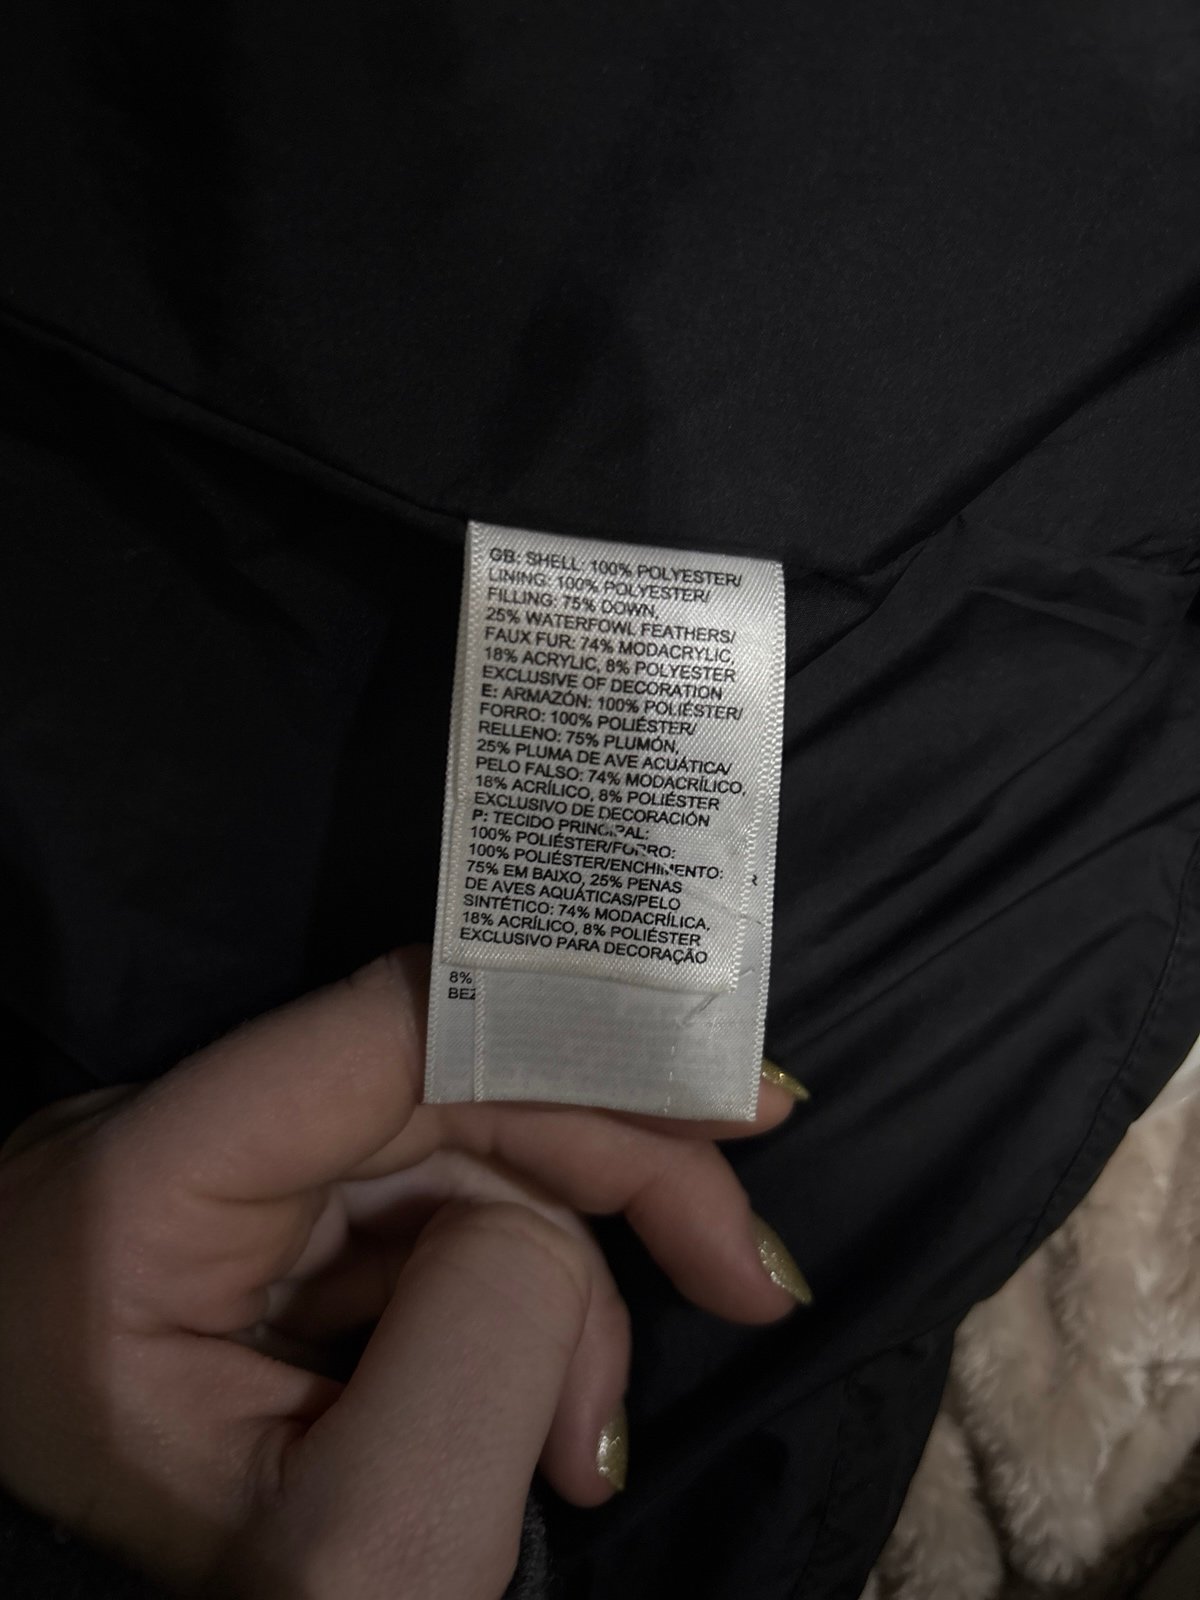 GB: SHELL: 100% POLYESTER/
LINING: 100% POLYESTER/
FILLING: 75% DOWN,
25% WATERFOWL FEATHERS/
FAUX FUR: 74% MODACRYLIC,
18% ACRYLIC, 8% POLYESTER
EXCLUSIVE OF DECORATION
E: ARMAZÓN: 100% POLIÉSTER/
FORRO: 100% POLIÉSTER/
RELLENO: 75% PLUMÓN,
25% PLUMA DE AVE ACUÁTICA/
PELO FALSO: 74% MODACRÍLICO,
18% ACRÍLICO, 8% POLIÉSTER
EXCLUSIVO DE DECORACIÓN
P: TECIDO PRINCIPAL:
100% POLIÉSTER/FORRO:
100% POLIÉSTER/ENCHIMENTO:
75% EM BAIXO, 25% PENAS
DE AVES AQUÁTICAS/PELO
SINTÉTICO: 74% MODACRÍLICA,
18% ACRÍLICO, 8% POLIÉSTER
EXCLUSIVO PARA DECORAÇÃO
8%
BEZ